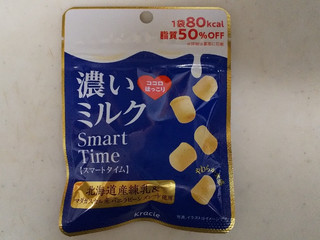 1袋80kcal
脂質50%OFF
濃い
ミルク
ココロ
ほっこり
Smart
Time
【スマートタイム】
北海道産練乳&
Kracie